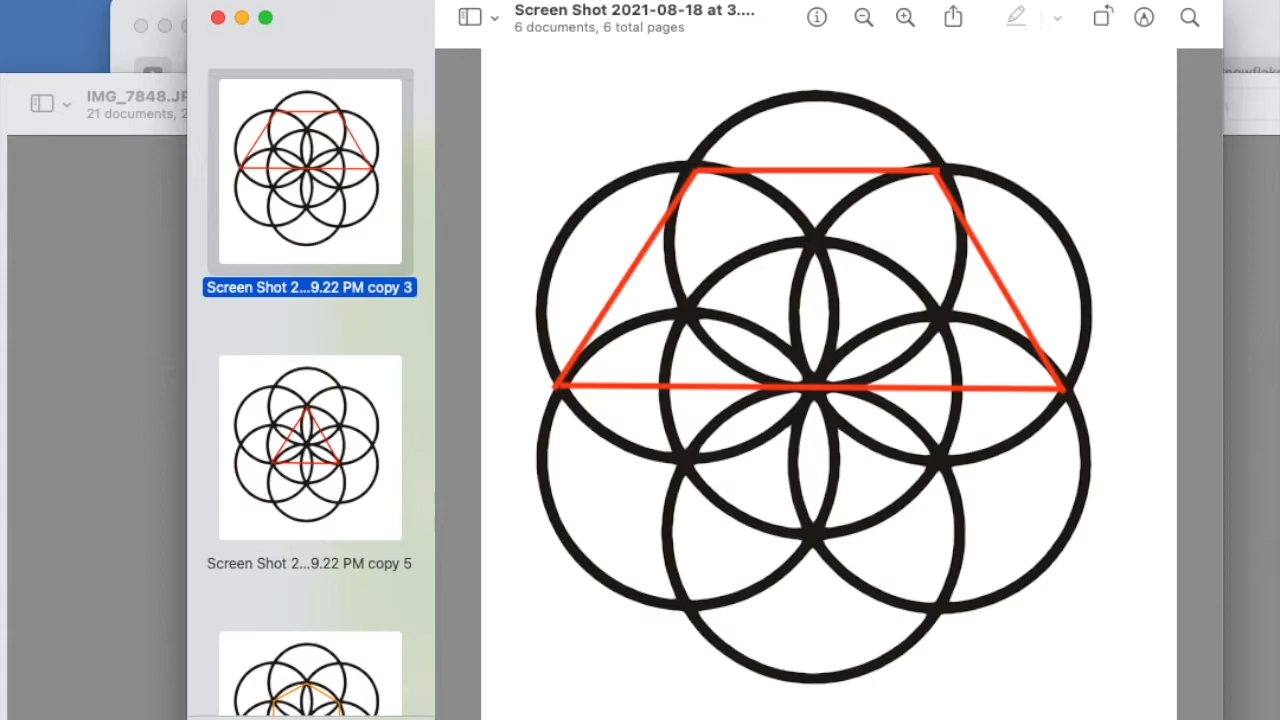 Screen Shot 2021-08-18 at 3....
6 documents, 6 total pages
IMG_7848.JP
21 documents, 2
Screen Shot 2...9.22 PM copy 3
Screen Shot 2...9.22 PM copy 5